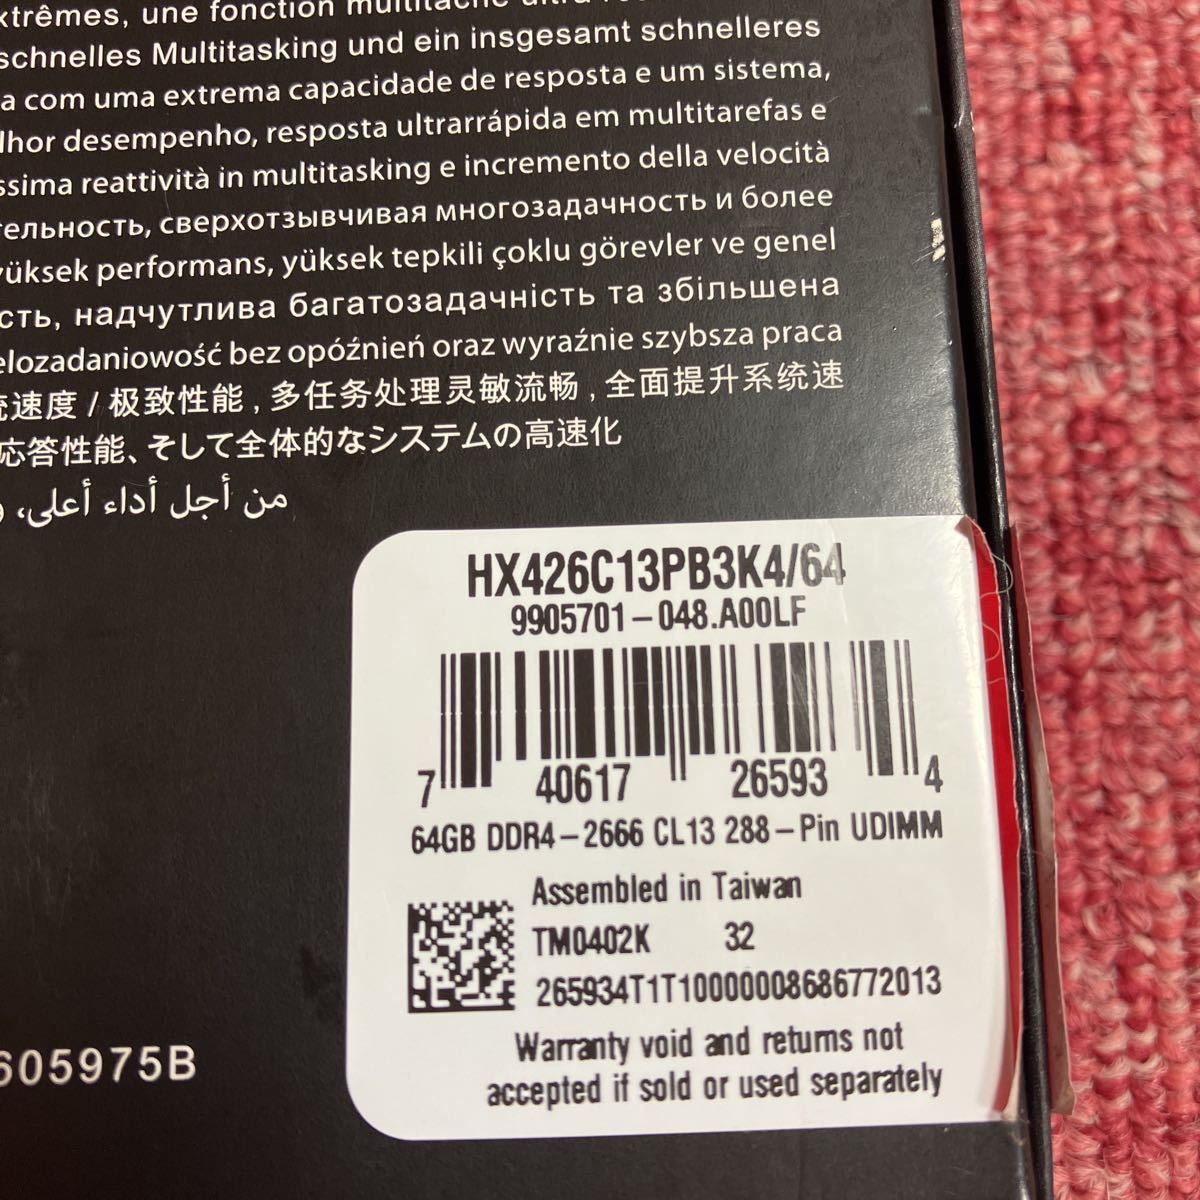 xtrêmes, une fonction multitâche
schnelles Multitasking und ein insgesamt schnelleres
a com uma extrema capacidade de resposta e um sistema,
lhor desempenho, resposta ultrarrápida em multitarefas e
ssima reattività in multitasking e incremento della velocità
тельность, сверхотзывчивая многозадачность и более
yüksek performans, yüksek tepkili çoklu görevler ve genel
сть, надчутлива багатозадачність та збільшена
elozadaniowość bez opóźnień oraz wyraźnie szybsza praca
统速度 / 极致性能 , 多任务处理灵敏流畅 , 全面提升系统速
応答性能、そして全体的なシステムの高速化
من أجل أداء أعلى،
HX426C13PB3K4/64
9905701-048.A00LF
7 40617 26593 4
64GB DDR4-2666 CL13 288-Pin UDIMM
Assembled in Taiwan
TM0402K 32
265934T1T10000008686772013
Warranty void and returns not
accepted if sold or used separately
605975B